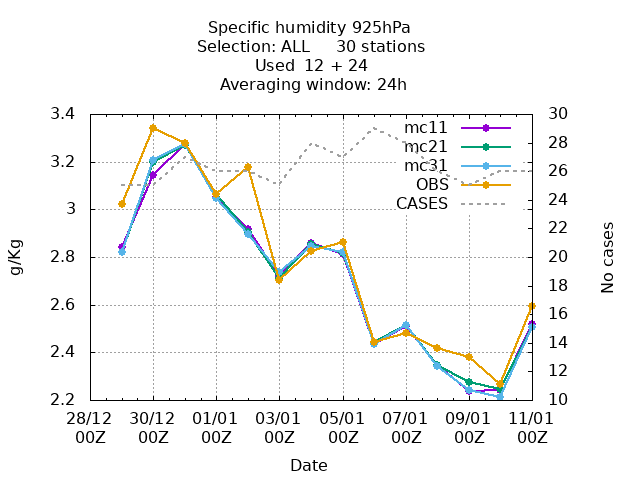 Specific humidity 925hPa
Selection: ALL     30 stations
Used  12 + 24
Averaging window: 24h
3.4
3.2
3
2.8
2.6
2.4
2.2
g/Kg
30
28
26
24
22
20
18
16
14
12
10
No cases
mc11
mc21
mc31
OBS
CASES
28/12 30/12 01/01 03/01 05/01 07/01 09/01 11/01
00Z 00Z 00Z 00Z 00Z 00Z 00Z 00Z
Date